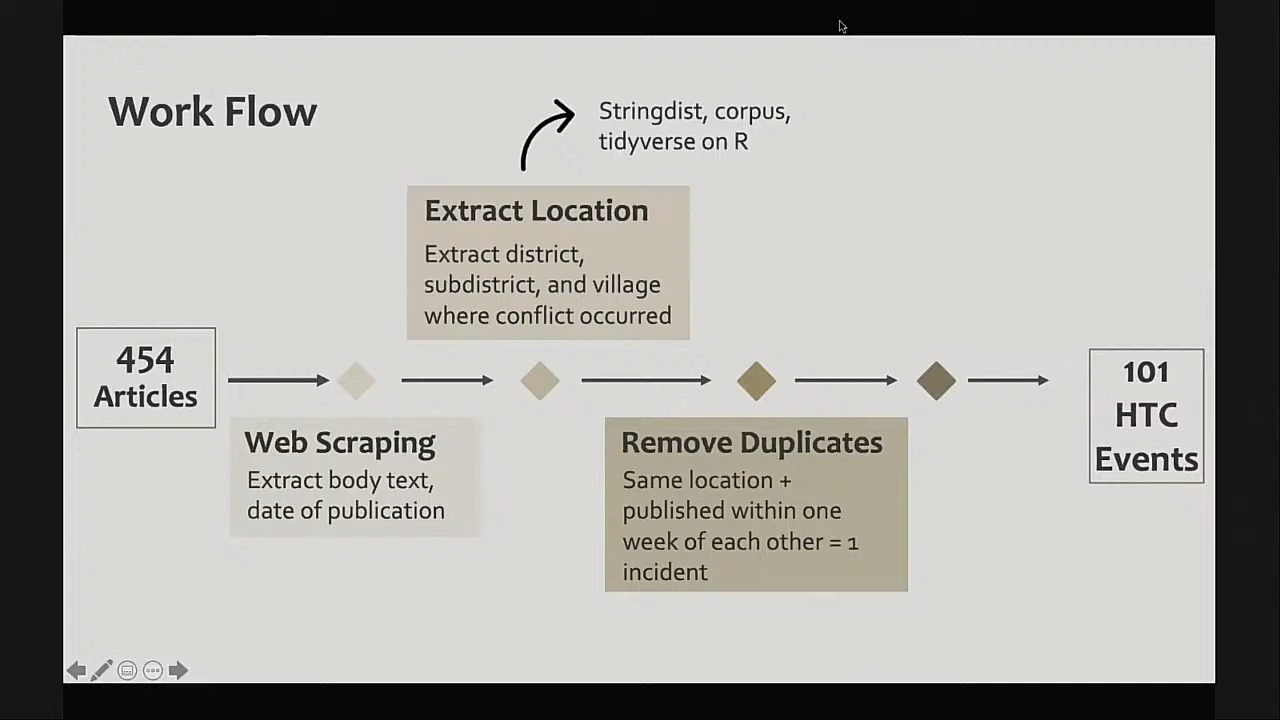 Work Flow
Stringdist, corpus,
tidyverse on R
Extract Location
Extract district,
subdistrict, and village
where conflict occurred
454
Articles
Web Scraping
Extract body text,
date of publication
Remove Duplicates
Same location +
published within one
week of each other = 1
incident
101
HTC
Events